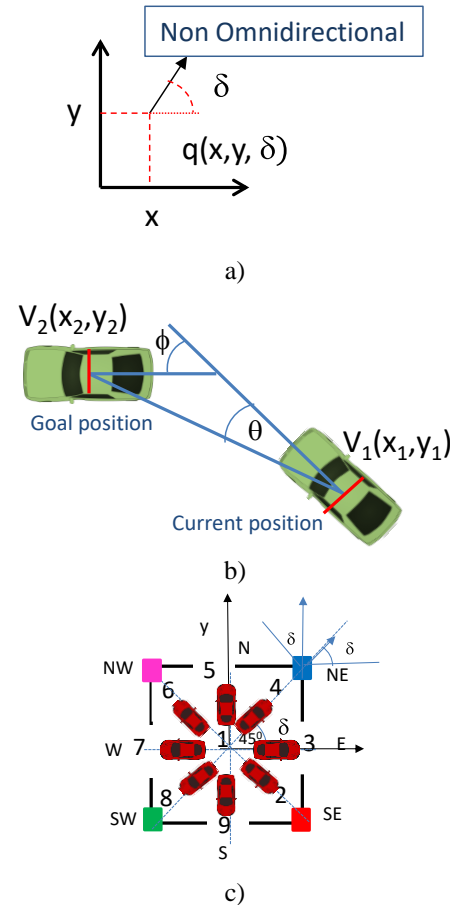 Non Omnidirectional
δ
y
q(x,y, δ)
x
a)
V2(x2,y2)
ϕ
Goal position
θ
V1(x1,y1)
Current position
b)
y
N
δ
δ
NW
5
NE
6
4
1
45⁰
δ
W
7
3
E
8
2
SW
9
SE
S
c)